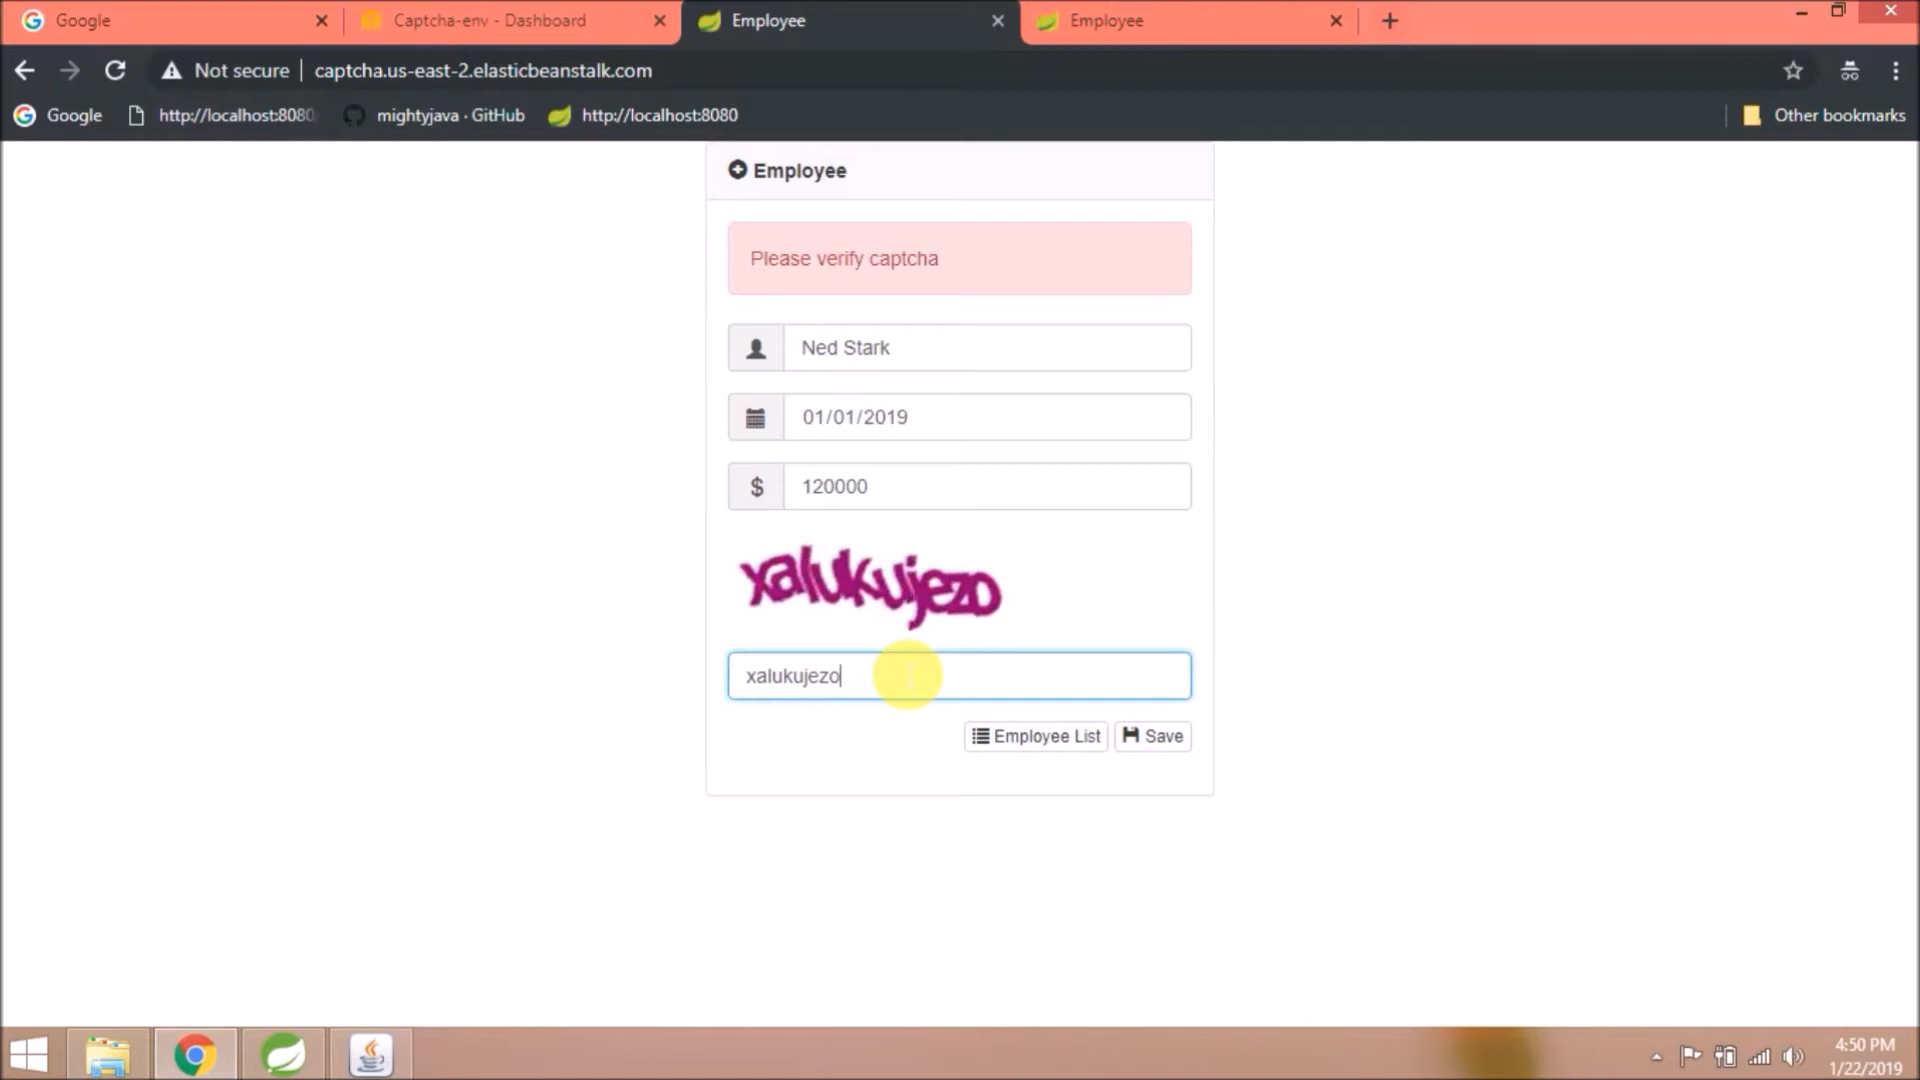 Google
Captcha-env - Dashboard
Employee
Employee
Not secure
captcha.us-east-2.elasticbeanstalk.com
Google
http://localhost:8080
mightyjava · GitHub
http://localhost:8080
Other bookmarks
Employee
Please verify captcha
Ned Stark
01/01/2019
$ 120000
xalukujezo
xalukujezo
Employee List
Save
4:50 PM
1/22/2019